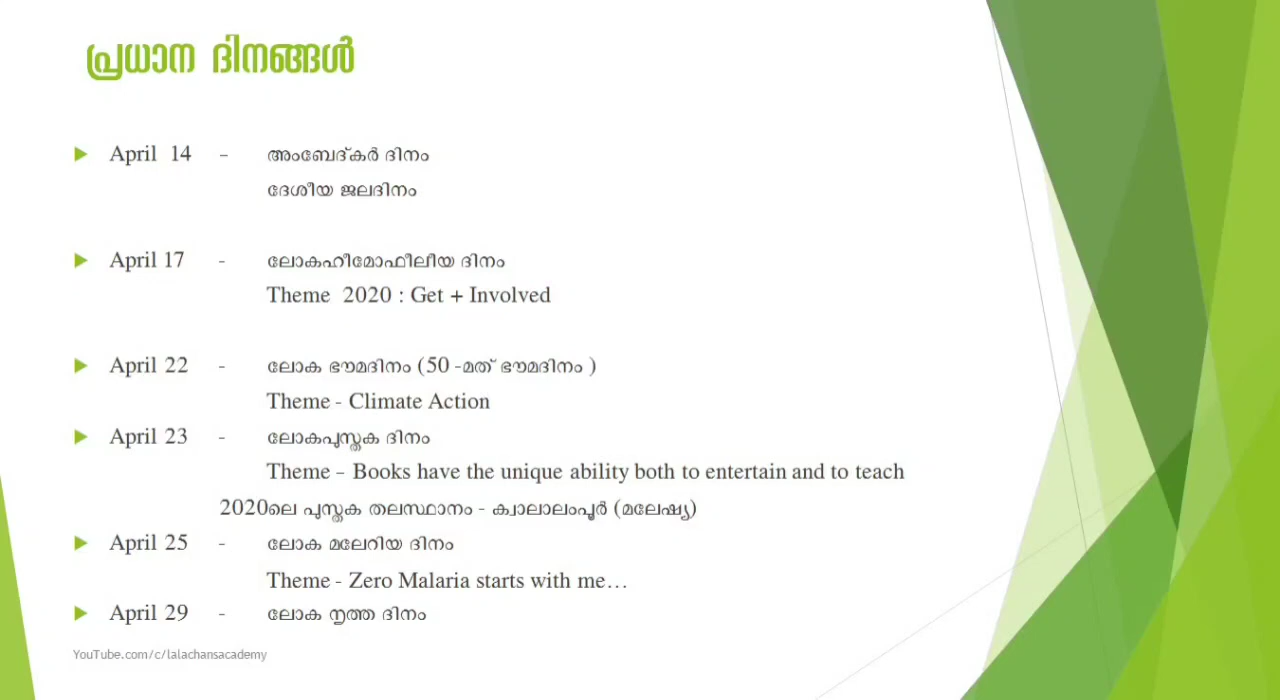 പ്രധാന ദിനങ്ങൾ
April 14 - അംബേദ്കർ ദിനം
ദേശീയ ജലദിനം
April 17 - ലോകഹീമോഫീലീയ ദിനം
Theme 2020 : Get + Involved
April 22 - ലോക ഭൗമദിനം (50 -മത് ഭൗമദിനം )
Theme - Climate Action
April 23 - ലോകപുസ്തക ദിനം
Theme - Books have the unique ability both to entertain and to teach
2020ലെ പുസ്തക തലസ്ഥാനം - ക്വാലാലംപൂർ (മലേഷ്യ)
April 25 - ലോക മലേറിയ ദിനം
Theme - Zero Malaria starts with me...
April 29 - ലോക നൃത്ത ദിനം
YouTube.com/c/lalachansacademy